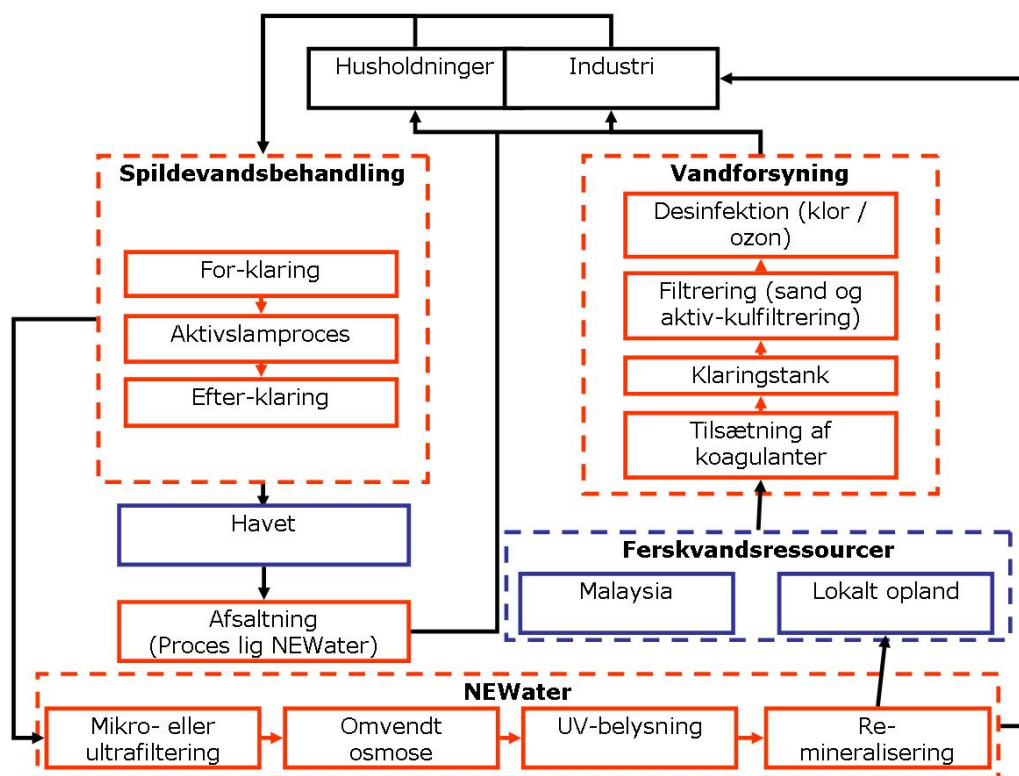 Husholdninger
Industri
Spildevandsbehandling
For-klaring
Aktivslamproces
Efter-klaring
Vandforsyning
Desinfektion (klor /
ozon)
Filtrering (sand og
aktiv-kulfiltrering)
Klaringstank
Tilsætning af
koagulanter
Havet
Afsaltning
(Proces lig NEWater)
Ferskvandsressourcer
Malaysia
Lokalt opland
NEWater
Mikro- eller
ultrafiltering
Omvendt
osmose
UV-belysning
Re-
mineralisering